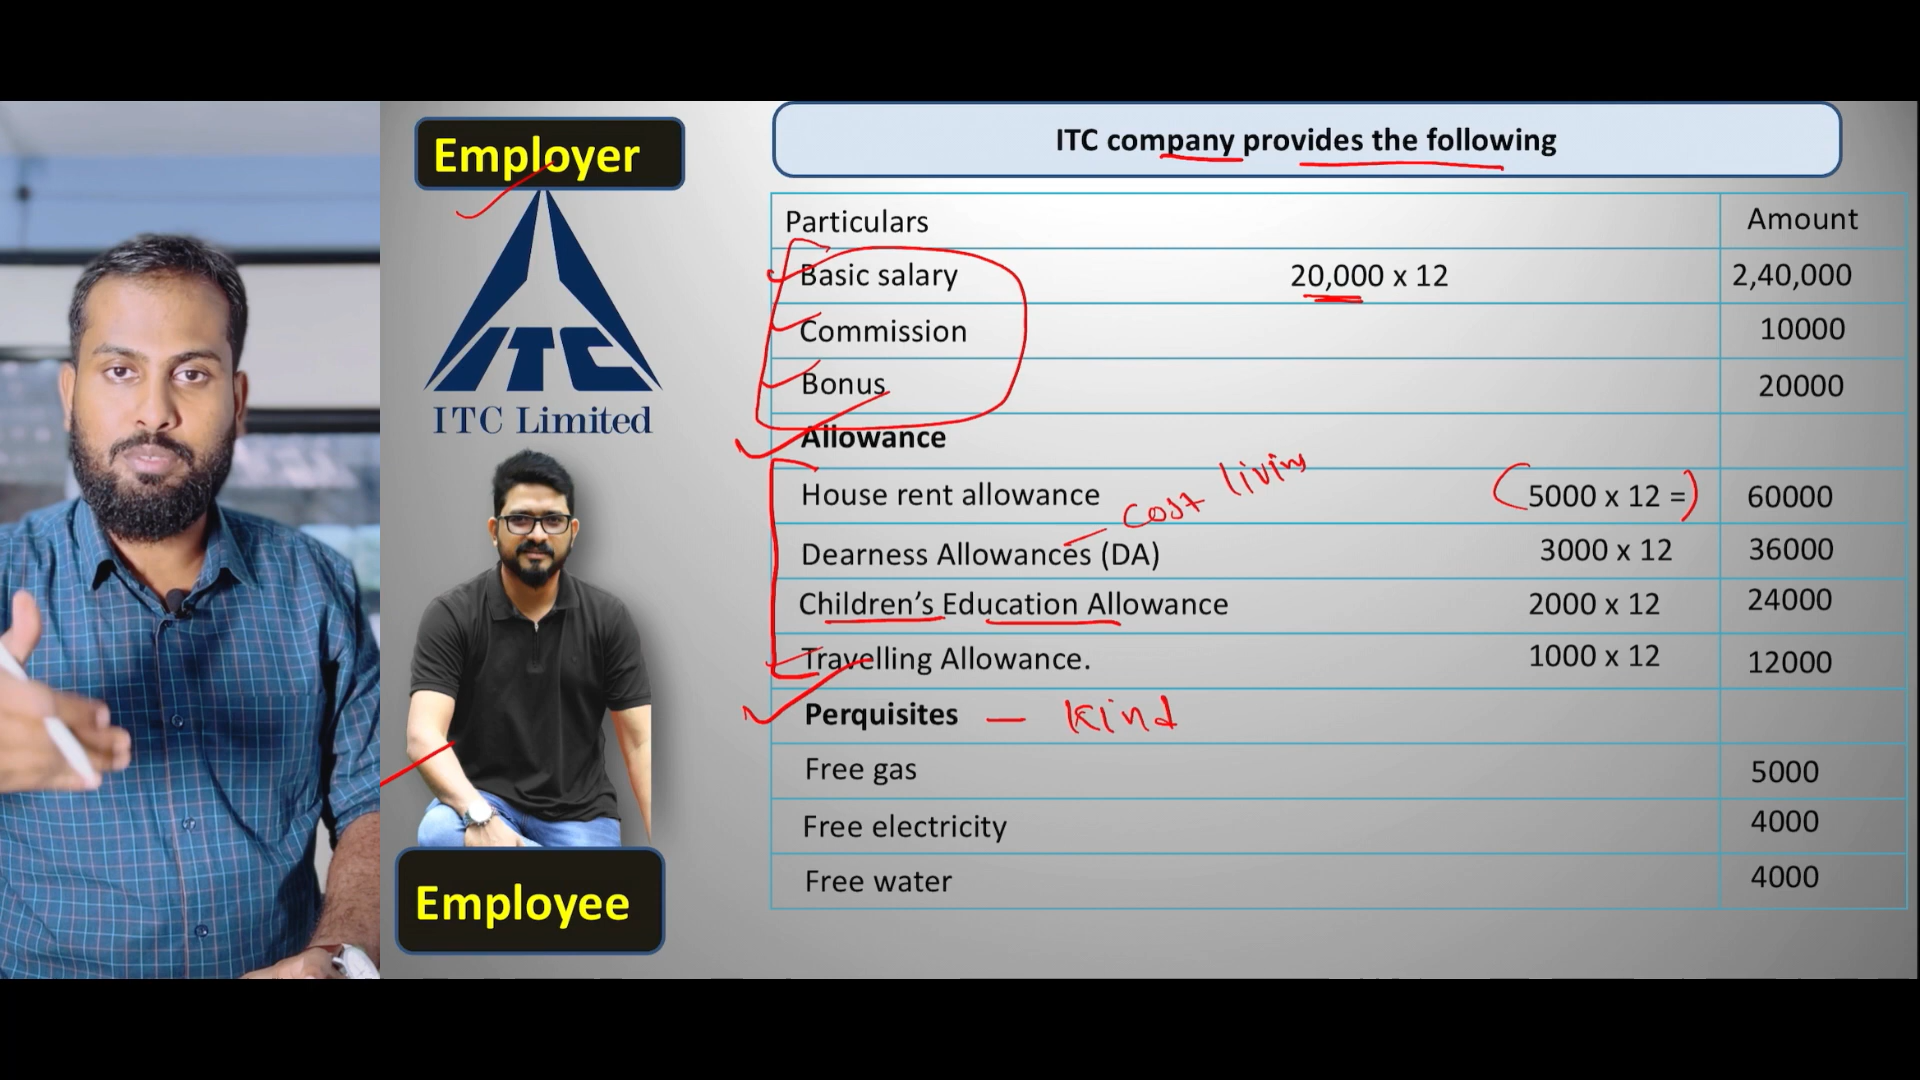 Employer
ITC
ITC Limited
Employee
ITC company provides the following
Particulars Amount
Basic salary 20,000 x 12 2,40,000
Commission 10000
Bonus 20000
Allowance
cost living
House rent allowance (5000 x 12 =) 60000
Dearness Allowances (DA) 3000 x 12 36000
Children’s Education Allowance 2000 x 12 24000
Travelling Allowance. 1000 x 12 12000
Perquisites — kind
Free gas 5000
Free electricity 4000
Free water 4000